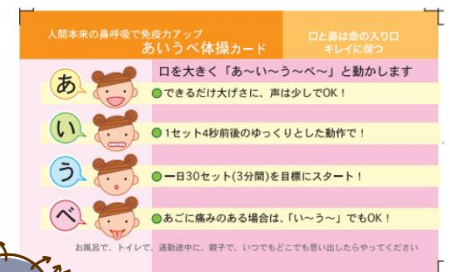 人間本来の鼻呼吸で免疫力アップ
あいうべ体操カード
口と鼻は命の入り口
キレイに保つ
口を大きく「あ～い～う～べ～」と動かします
あ
できるだけ大げさに、声は少しでOK！
い
1セット4秒前後のゆっくりとした動作で！
う
一日30セット(3分間)を目標にスタート！
べ
あごに痛みのある場合は、「い～う～」でもOK！
お風呂で、トイレで、通勤途中に、親子で、いつでもどこでも思い出したらやってください